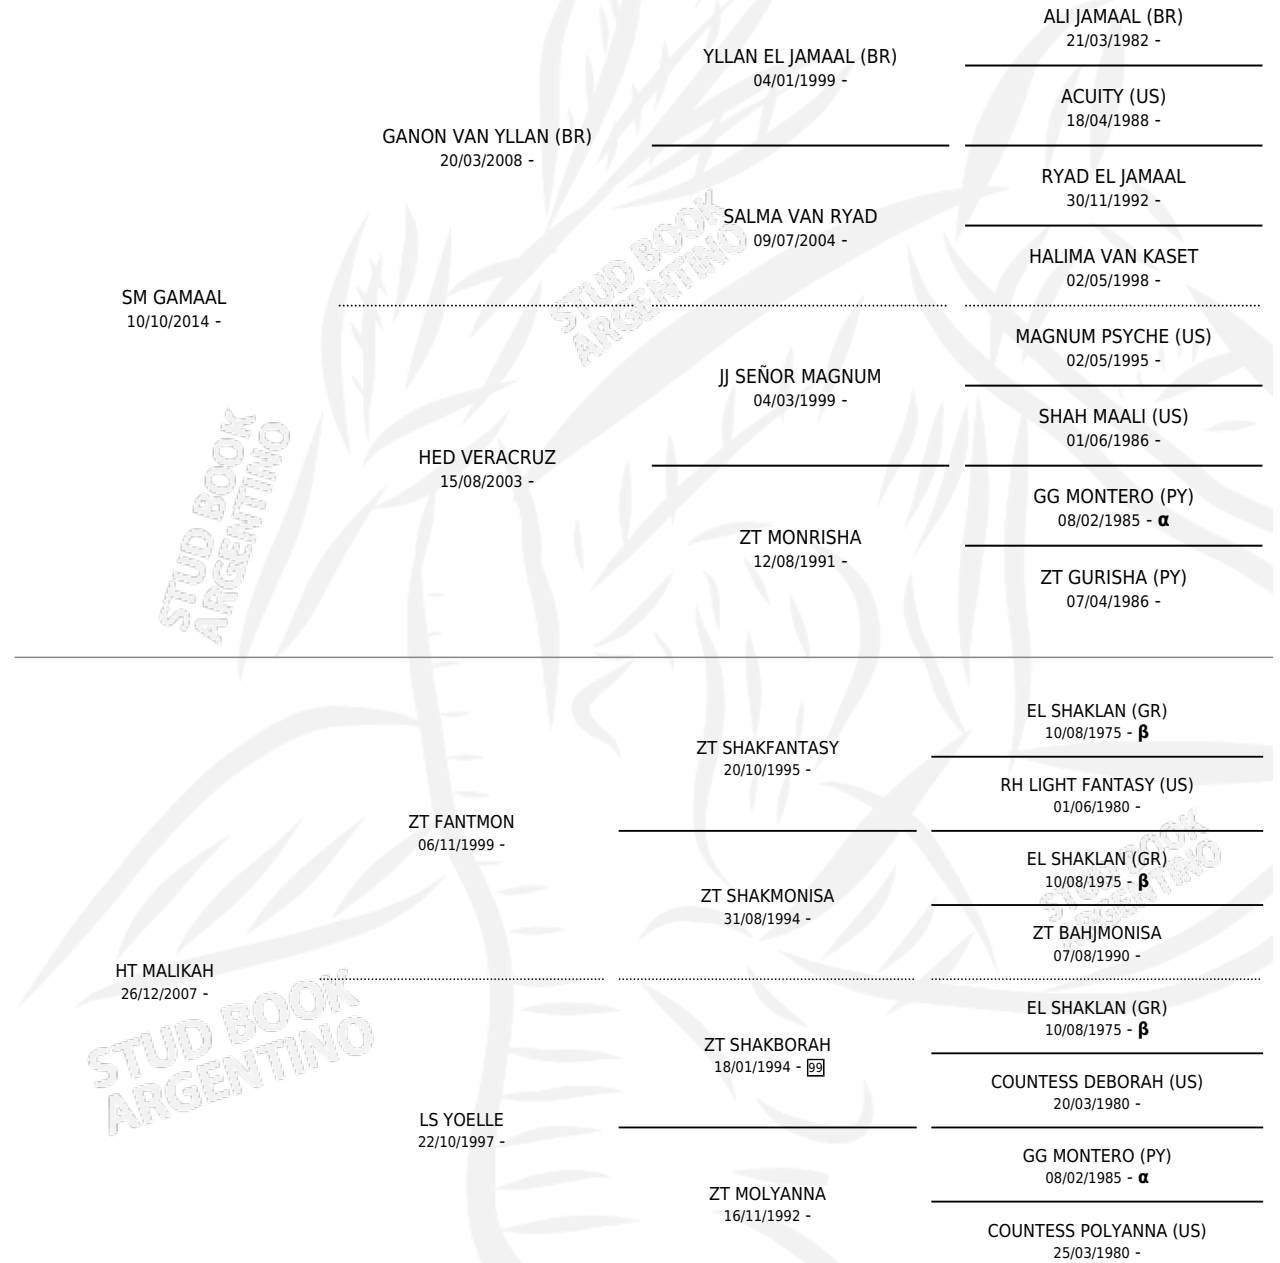 ALI JAMAAL (BR)
21/03/1982 -
YLLAN EL JAMAAL (BR)
04/01/1999 -
ACUITY (US)
18/04/1988 -
GANON VAN YLLAN (BR)
20/03/2008 -
RYAD EL JAMAAL
30/11/1992 -
SALMA VAN RYAD
09/07/2004 -
HALIMA VAN KASET
02/05/1998 -
SM GAMAAL
10/10/2014 -
MAGNUM PSYCHE (US)
02/05/1995 -
JJ SEÑOR MAGNUM
04/03/1999 -
SHAH MAALI (US)
01/06/1986 -
HED VERACRUZ
15/08/2003 -
GG MONTERO (PY)
08/02/1985 - α
ZT MONRISHA
12/08/1991 -
ZT GURISHA (PY)
07/04/1986 -
EL SHAKLAN (GR)
10/08/1975 - β
ZT SHAKFANTASY
20/10/1995 -
RH LIGHT FANTASY (US)
01/06/1980 -
ZT FANTMON
06/11/1999 -
EL SHAKLAN (GR)
10/08/1975 - β
ZT SHAKMONISA
31/08/1994 -
ZT BAHJMONISA
07/08/1990 -
HT MALIKAH
26/12/2007 -
EL SHAKLAN (GR)
10/08/1975 - β
ZT SHAKBORAH
18/01/1994 - 99
COUNTESS DEBORAH (US)
20/03/1980 -
LS YOELLE
22/10/1997 -
GG MONTERO (PY)
08/02/1985 - α
ZT MOLYANNA
16/11/1992 -
COUNTESS POLYANNA (US)
25/03/1980 -
STUD BOOK
ARGENTINO
STUD BOOK
ARGENTINO
STUD BOOK
ARGENTINO
STUD BOOK
ARGENTINO